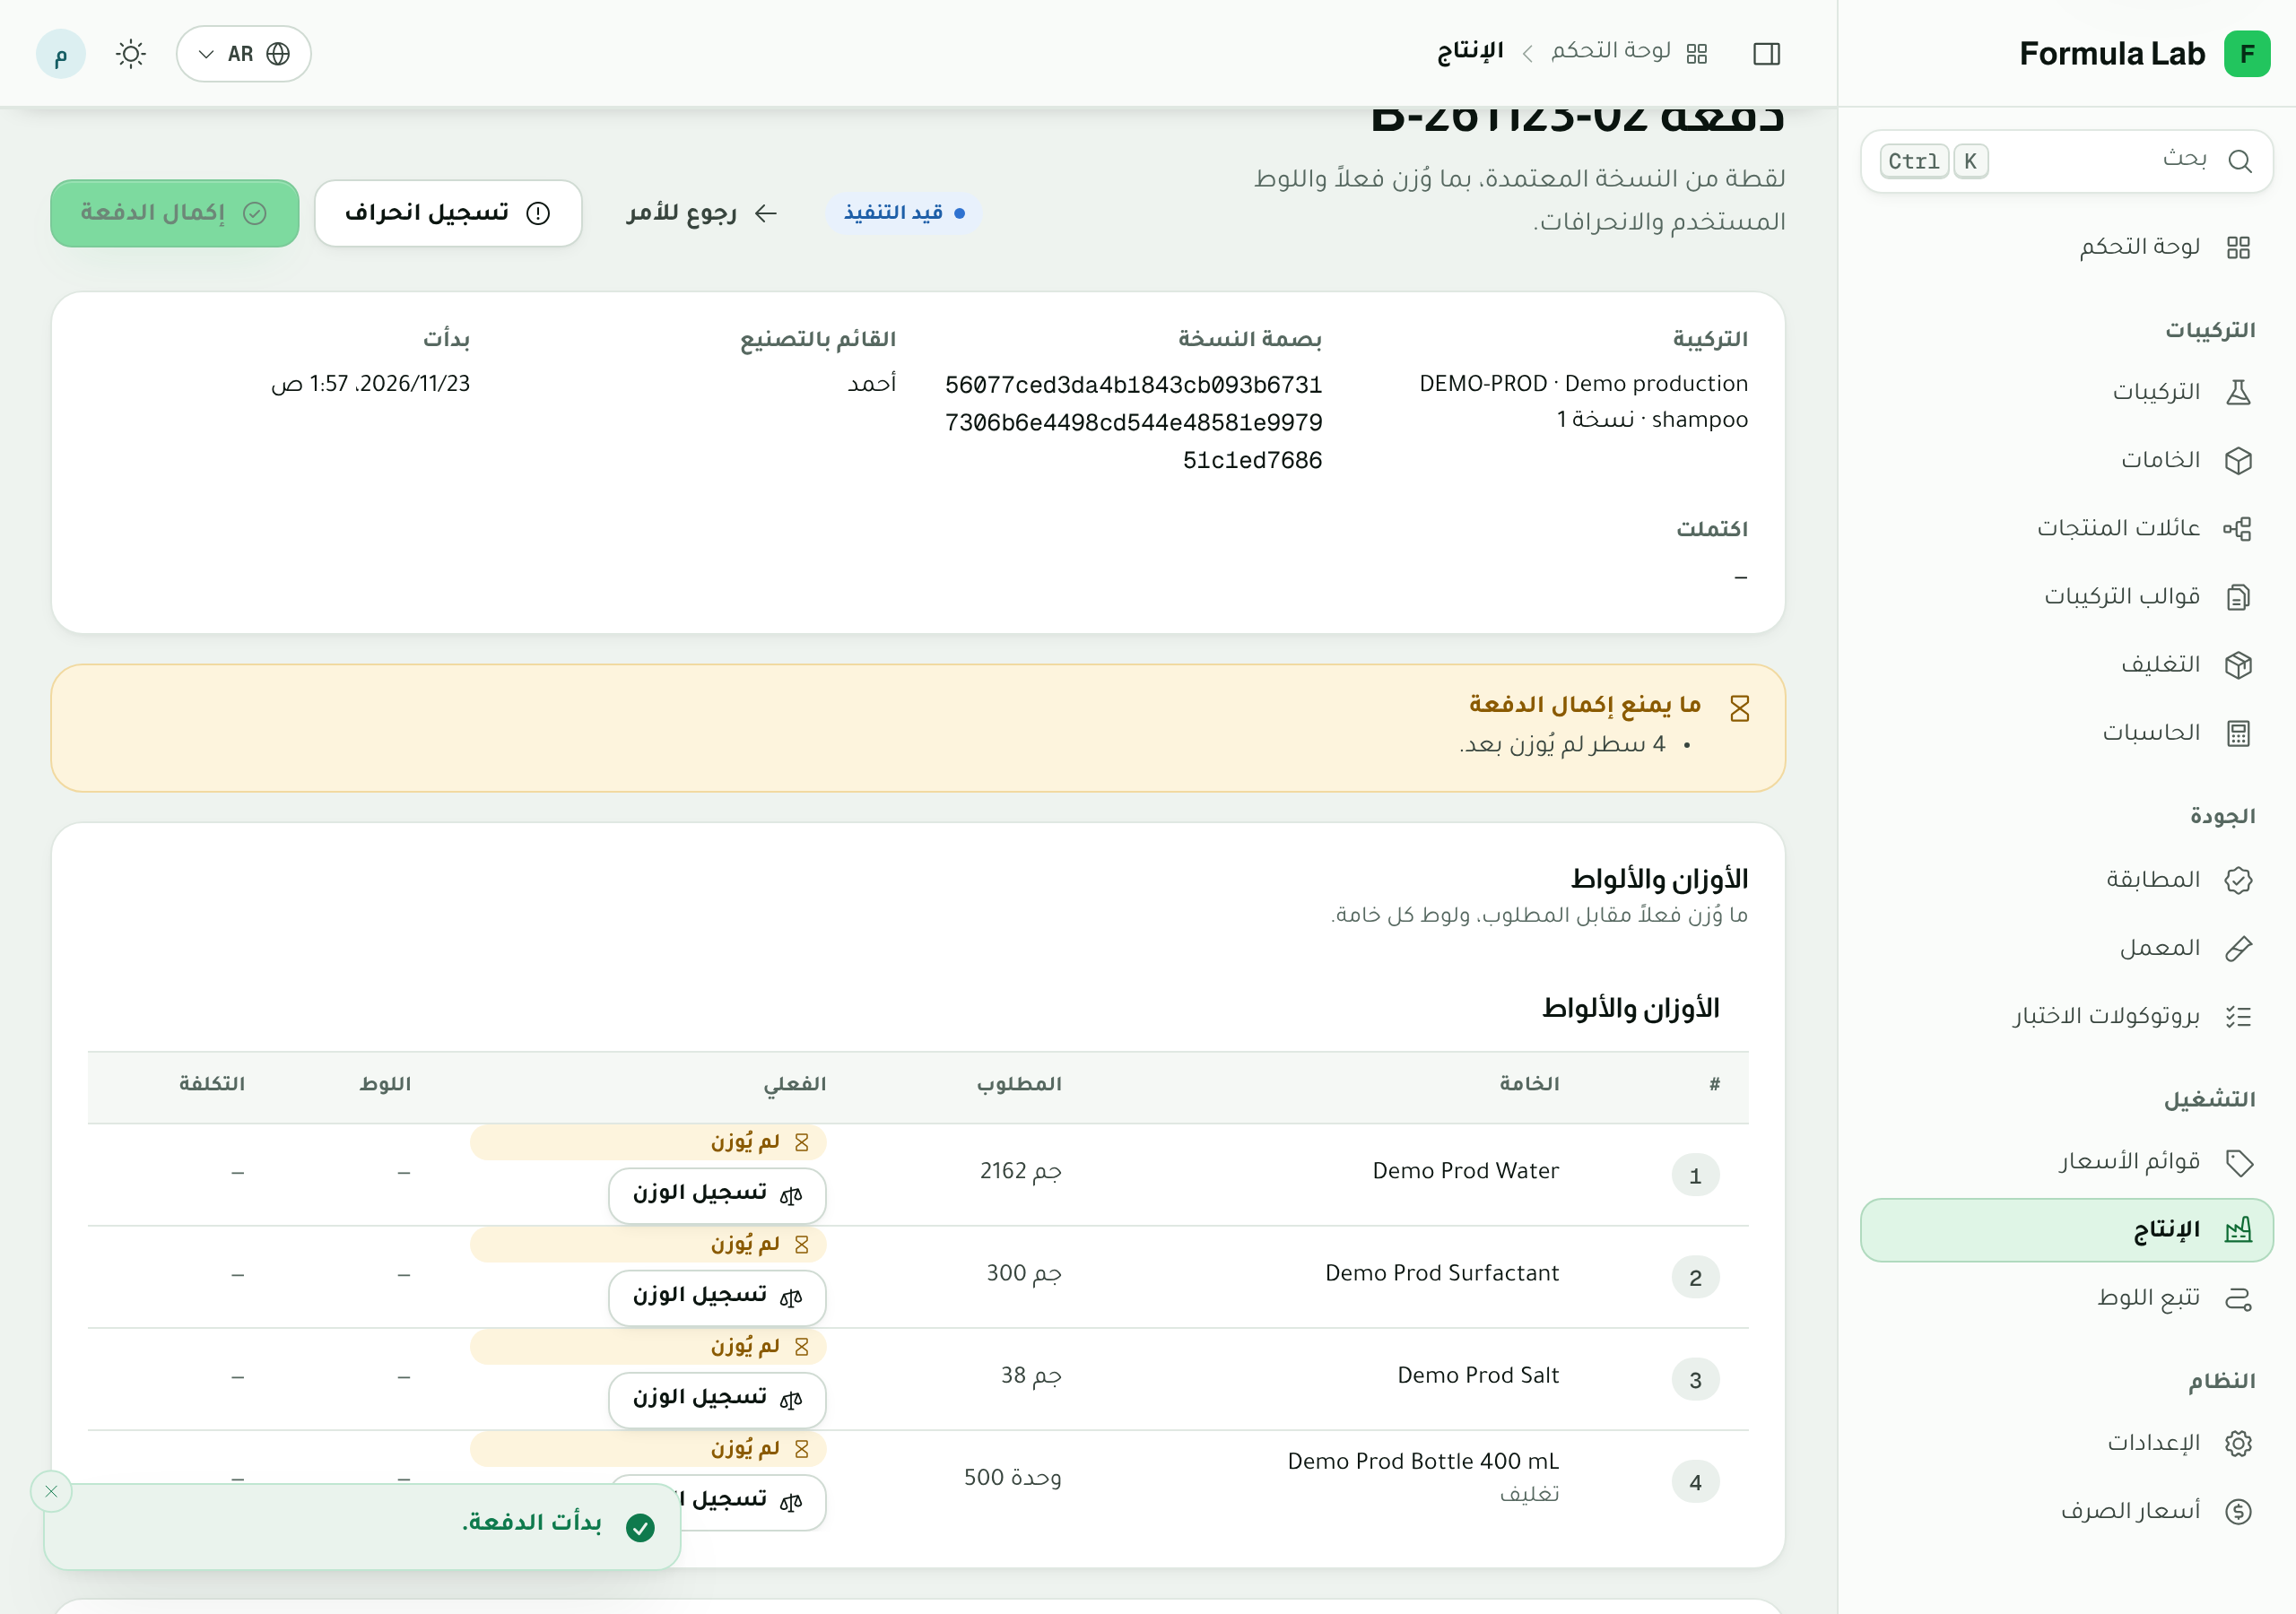 Formula Lab
F
بحث
Ctrl K
لوحة التحكم
التركيبات
التركيبات
الخامات
عائلات المنتجات
قوالب التركيبات
التغليف
الحاسبات
الجودة
المطابقة
المعمل
بروتوكولات الاختبار
التشغيل
قوائم الأسعار
الإنتاج
تتبع اللوط
النظام
الإعدادات
أسعار الصرف
لوحة التحكم
الإنتاج
AR
م
دفعة B-261123-02
لقطة من النسخة المعتمدة، بما وُزن فعلاً واللوط
المستخدم والانحرافات.
قيد التنفيذ
رجوع للأمر
تسجيل انحراف
إكمال الدفعة
التركيبة
DEMO-PROD · Demo production
shampoo · نسخة 1
بصمة النسخة
56077ced3da4b1843cb093b6731
7306b6e4498cd544e48581e9979
51c1ed7686
القائم بالتصنيع
أحمد
بدأت
2026/11/23، 1:57 ص
اكتملت
–
ما يمنع إكمال الدفعة
• 4 سطر لم يُوزن بعد.
الأوزان والألواط
ما وُزن فعلاً مقابل المطلوب، ولوط كل خامة.
الأوزان والألواط
# الخامة المطلوب الفعلي اللوط التكلفة
1 Demo Prod Water جم 2162 لم يُوزن – –
تسجيل الوزن
2 Demo Prod Surfactant جم 300 لم يُوزن – –
تسجيل الوزن
3 Demo Prod Salt جم 38 لم يُوزن – –
تسجيل الوزن
4 Demo Prod Bottle 400 mL وحدة 500 لم يُوزن – –
تغليف
تسجيل الوزن
بدأت الدفعة.